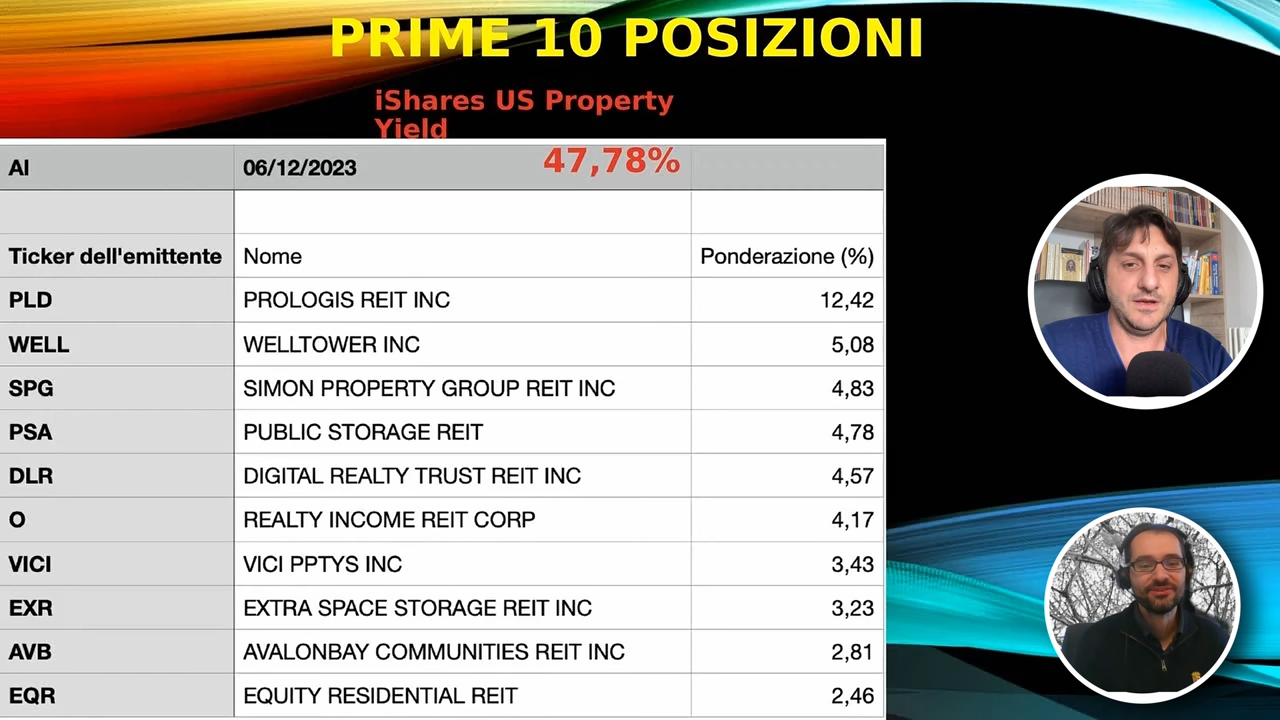 PRIME 10 POSIZIONI
iShares US Property
Yield
47,78%
Al 06/12/2023
Ticker dell'emittente Nome Ponderazione (%)
PLD PROLOGIS REIT INC 12,42
WELL WELLTOWER INC 5,08
SPG SIMON PROPERTY GROUP REIT INC 4,83
PSA PUBLIC STORAGE REIT 4,78
DLR DIGITAL REALTY TRUST REIT INC 4,57
O REALTY INCOME REIT CORP 4,17
VICI VICI PPTYS INC 3,43
EXR EXTRA SPACE STORAGE REIT INC 3,23
AVB AVALONBAY COMMUNITIES REIT INC 2,81
EQR EQUITY RESIDENTIAL REIT 2,46